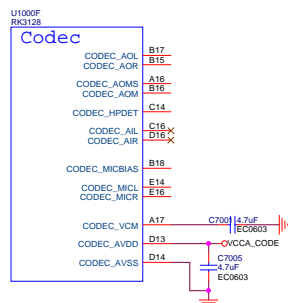 U1000F
RK3128
Codec
CODEC_AOL B17
CODEC_AOR B15
CODEC_AOMS A16
CODEC_AOM B16
CODEC_HPDET C14
CODEC_AIL C16
CODEC_AIR D16
CODEC_MICBIAS B18
CODEC_MICL E14
CODEC_MICR E16
CODEC_VCM A17 C7001 4.7uF
EC0603
CODEC_AVDD D13 VCCA_CODE
CODEC_AVSS D14 C7005
4.7uF
EC0603